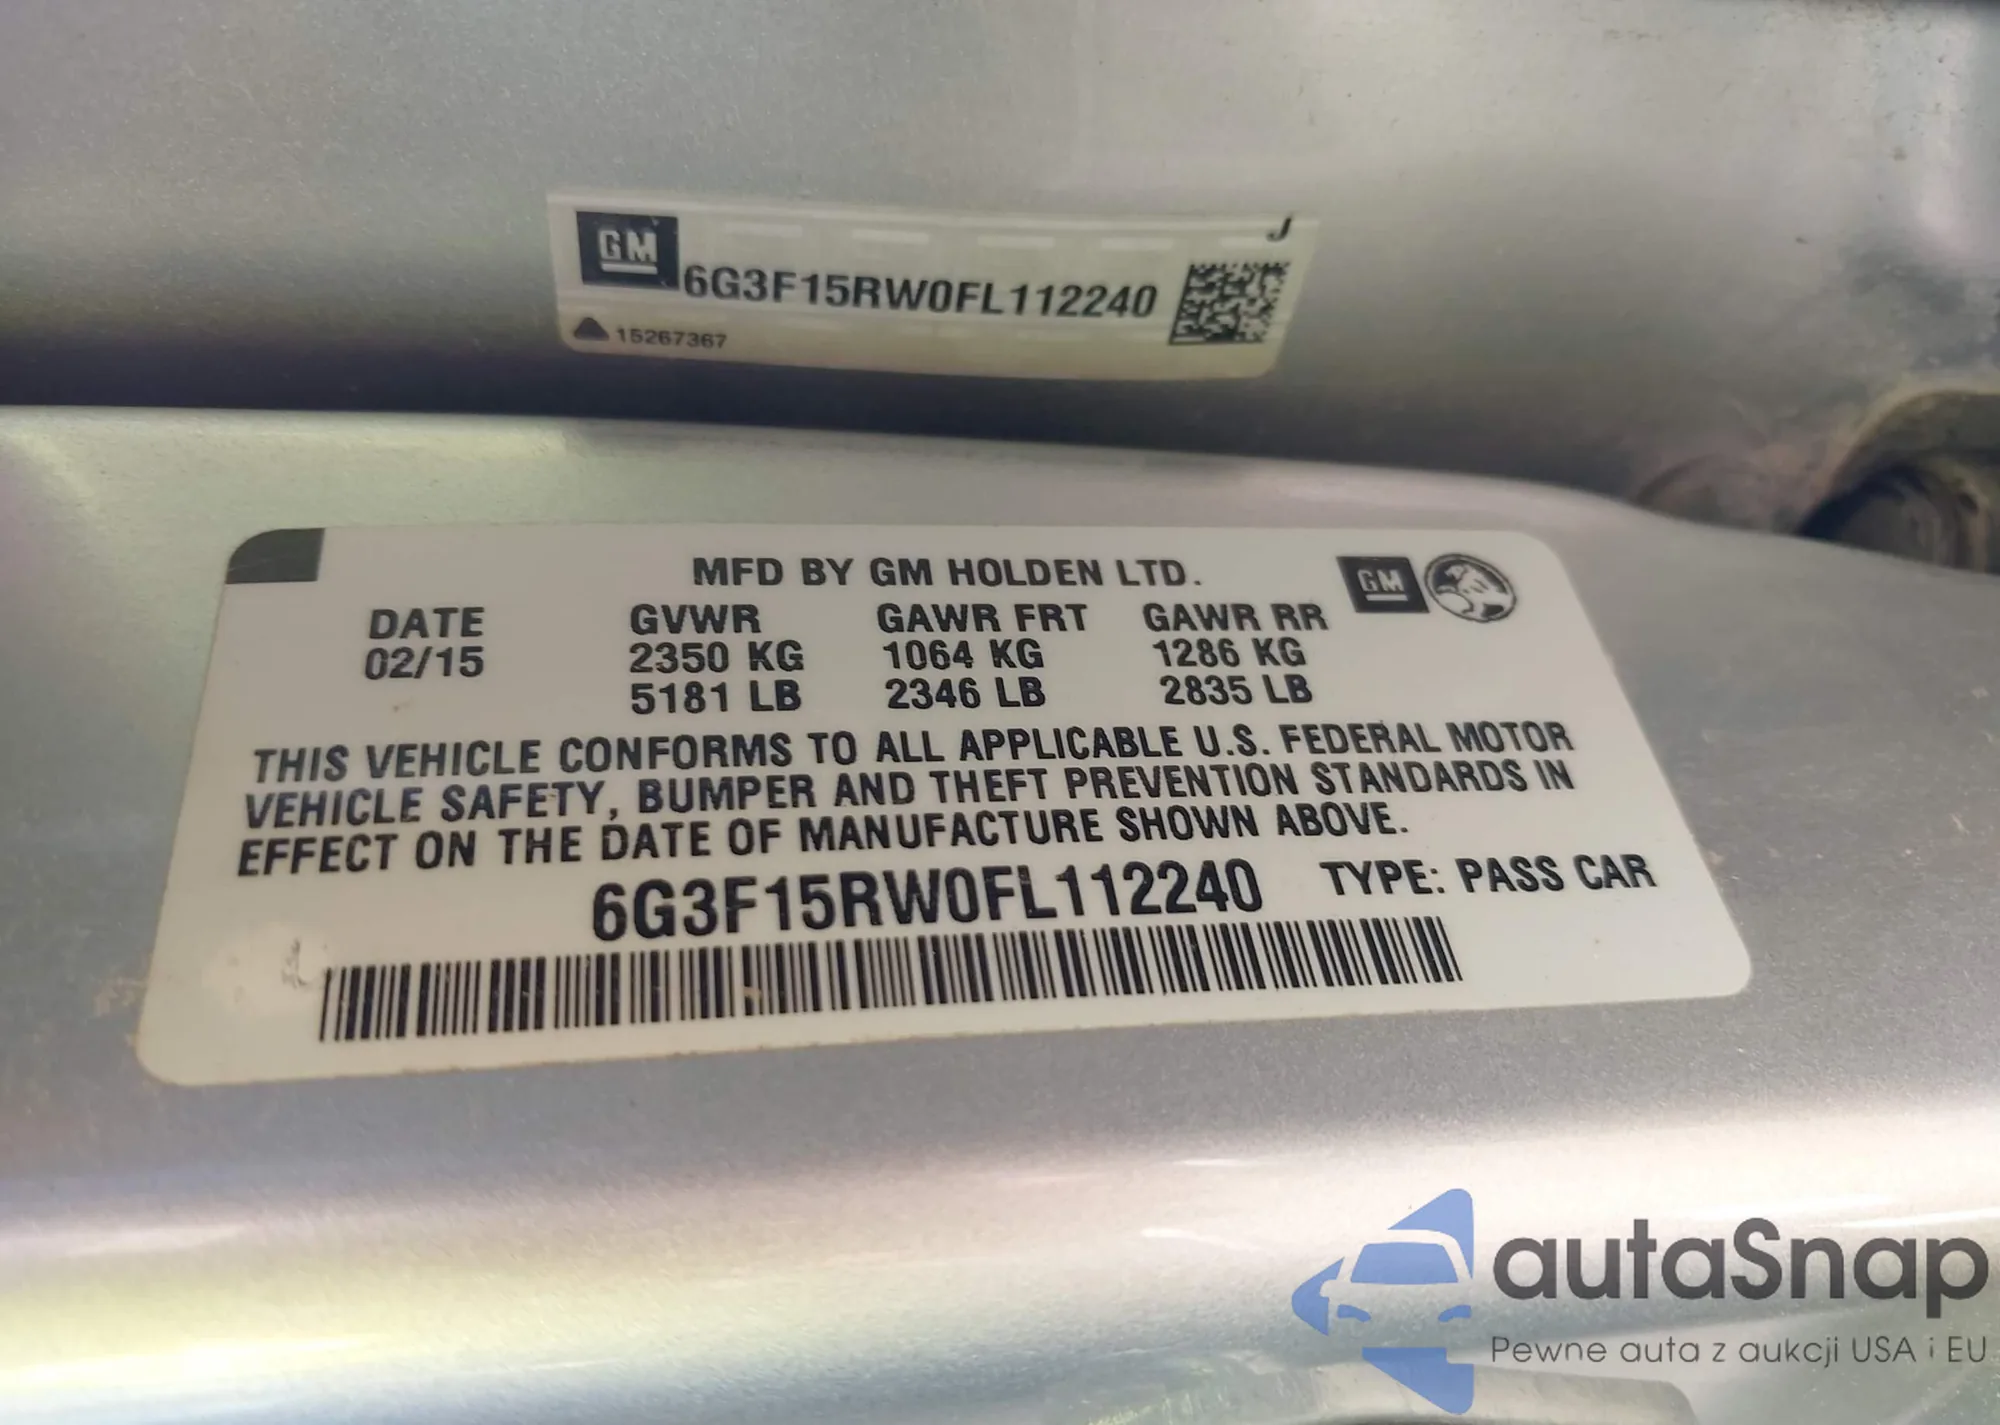 J
GM
6G3F15RW0FL112240
15267367
MFD BY GM HOLDEN LTD.
GM
DATE GVWR GAWR FRT GAWR RR
02/15 2350 KG 1064 KG 1286 KG
5181 LB 2346 LB 2835 LB
THIS VEHICLE CONFORMS TO ALL APPLICABLE U.S. FEDERAL MOTOR
VEHICLE SAFETY, BUMPER AND THEFT PREVENTION STANDARDS IN
EFFECT ON THE DATE OF MANUFACTURE SHOWN ABOVE.
6G3F15RW0FL112240 TYPE: PASS CAR
autaSnap
Pewne auta z aukcji USA i EU